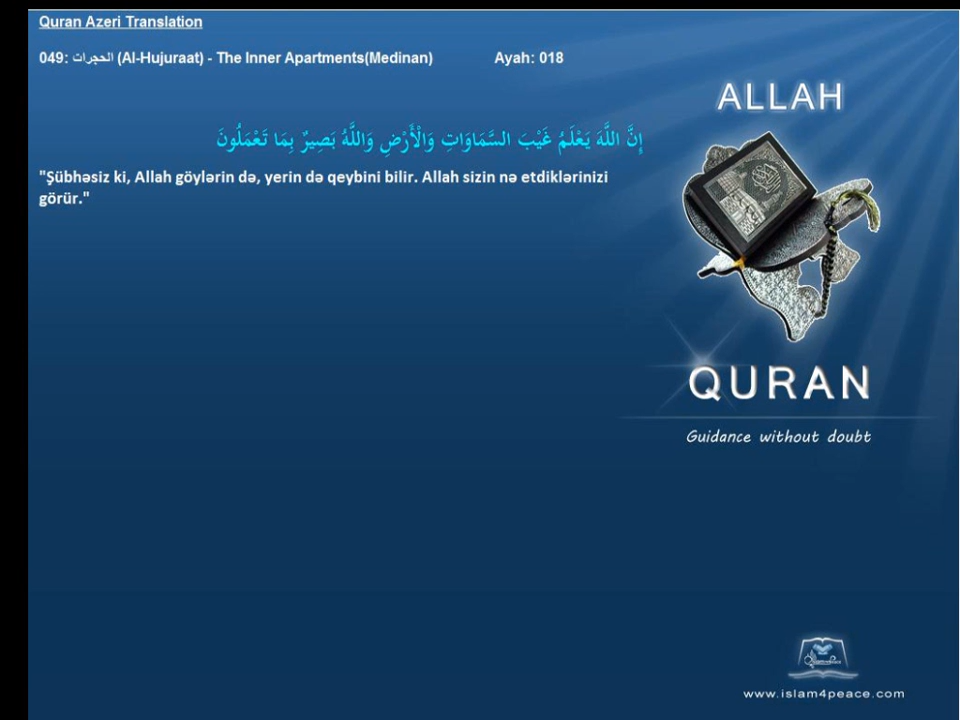 Quran Azeri Translation
049: الحجرات (Al-Hujuraat) - The Inner Apartments(Medinan) Ayah: 018
إِنَّ اللَّهَ يَعْلَمُ غَيْبَ السَّمَاوَاتِ وَالْأَرْضِ وَاللَّهُ بَصِيرٌ بِمَا تَعْمَلُونَ
"Şübhəsiz ki, Allah göylərin də, yerin də qeybini bilir. Allah sizin nə etdiklərinizi
görür."
ALLAH
QURAN
Guidance without doubt
www.islam4peace.com